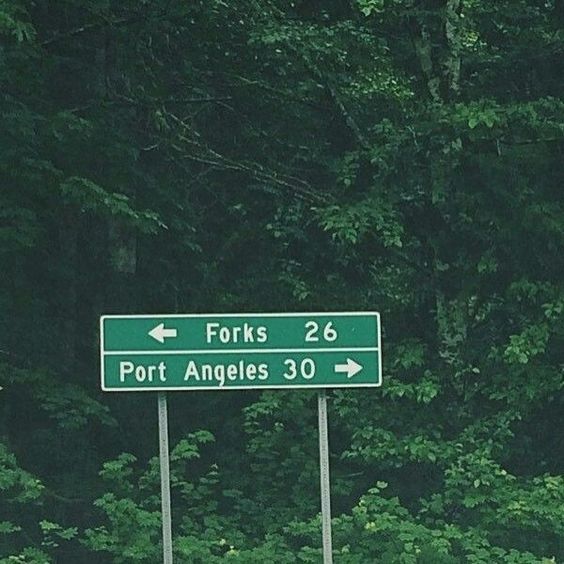 ← Forks 26
Port Angeles 30 →